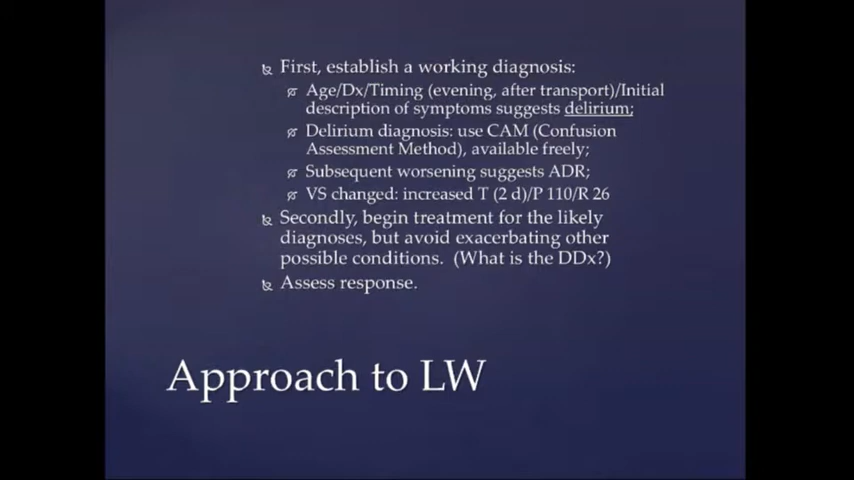 First, establish a working diagnosis:
Age/Dx/Timing (evening, after transport)/Initial
description of symptoms suggests delirium;
Delirium diagnosis: use CAM (Confusion
Assessment Method), available freely;
Subsequent worsening suggests ADR;
VS changed: increased T (2 d)/P 110/R 26
Secondly, begin treatment for the likely
diagnoses, but avoid exacerbating other
possible conditions. (What is the DDx?)
Assess response.
Approach to LW